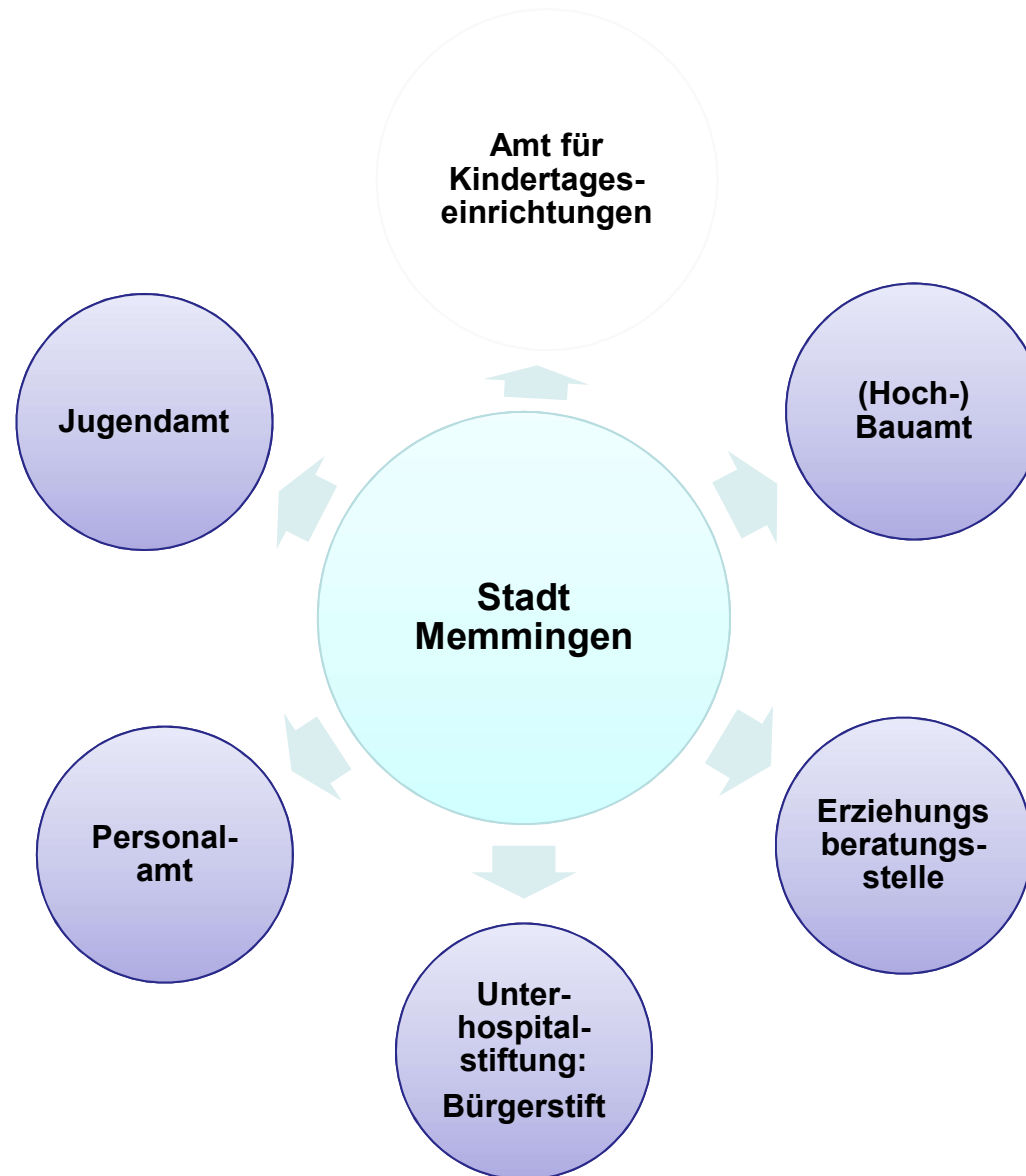 Amt für
Kindertages-
einrichtungen
Jugendamt
(Hoch-)
Bauamt
Stadt
Memmingen
Personal-
amt
Erziehungs
beratungs-
stelle
Unter-
hospital-
stiftung:
Bürgerstift